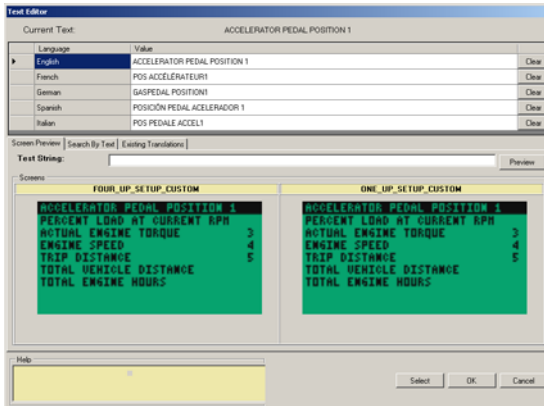 Text Editor
Current Text: ACCELERATOR PEDAL POSITION 1
Language Value
English ACCELERATOR PEDAL POSITION 1 Clear
French POS ACCÉLÉRATEUR1 Clear
German GASPEDAL POSITION1 Clear
Spanish POSICIÓN PEDAL ACELERADOR 1 Clear
Italian POS PEDALE ACCEL1 Clear
Screen Preview Search By Text Existing Translations
Text String: Preview
Screens
FOUR_UP_SETUP_CUSTOM ONE_UP_SETUP_CUSTOM
ACCELERATOR PEDAL POSITION 1 ACCELERATOR PEDAL POSITION 1
PERCENT LOAD AT CURRENT RPM PERCENT LOAD AT CURRENT RPM
ACTUAL ENGINE TORQUE 3 ACTUAL ENGINE TORQUE 3
ENGINE SPEED 4 ENGINE SPEED 4
TRIP DISTANCE 5 TRIP DISTANCE 5
TOTAL VEHICLE DISTANCE TOTAL VEHICLE DISTANCE
TOTAL ENGINE HOURS TOTAL ENGINE HOURS
Help
Select OK Cancel